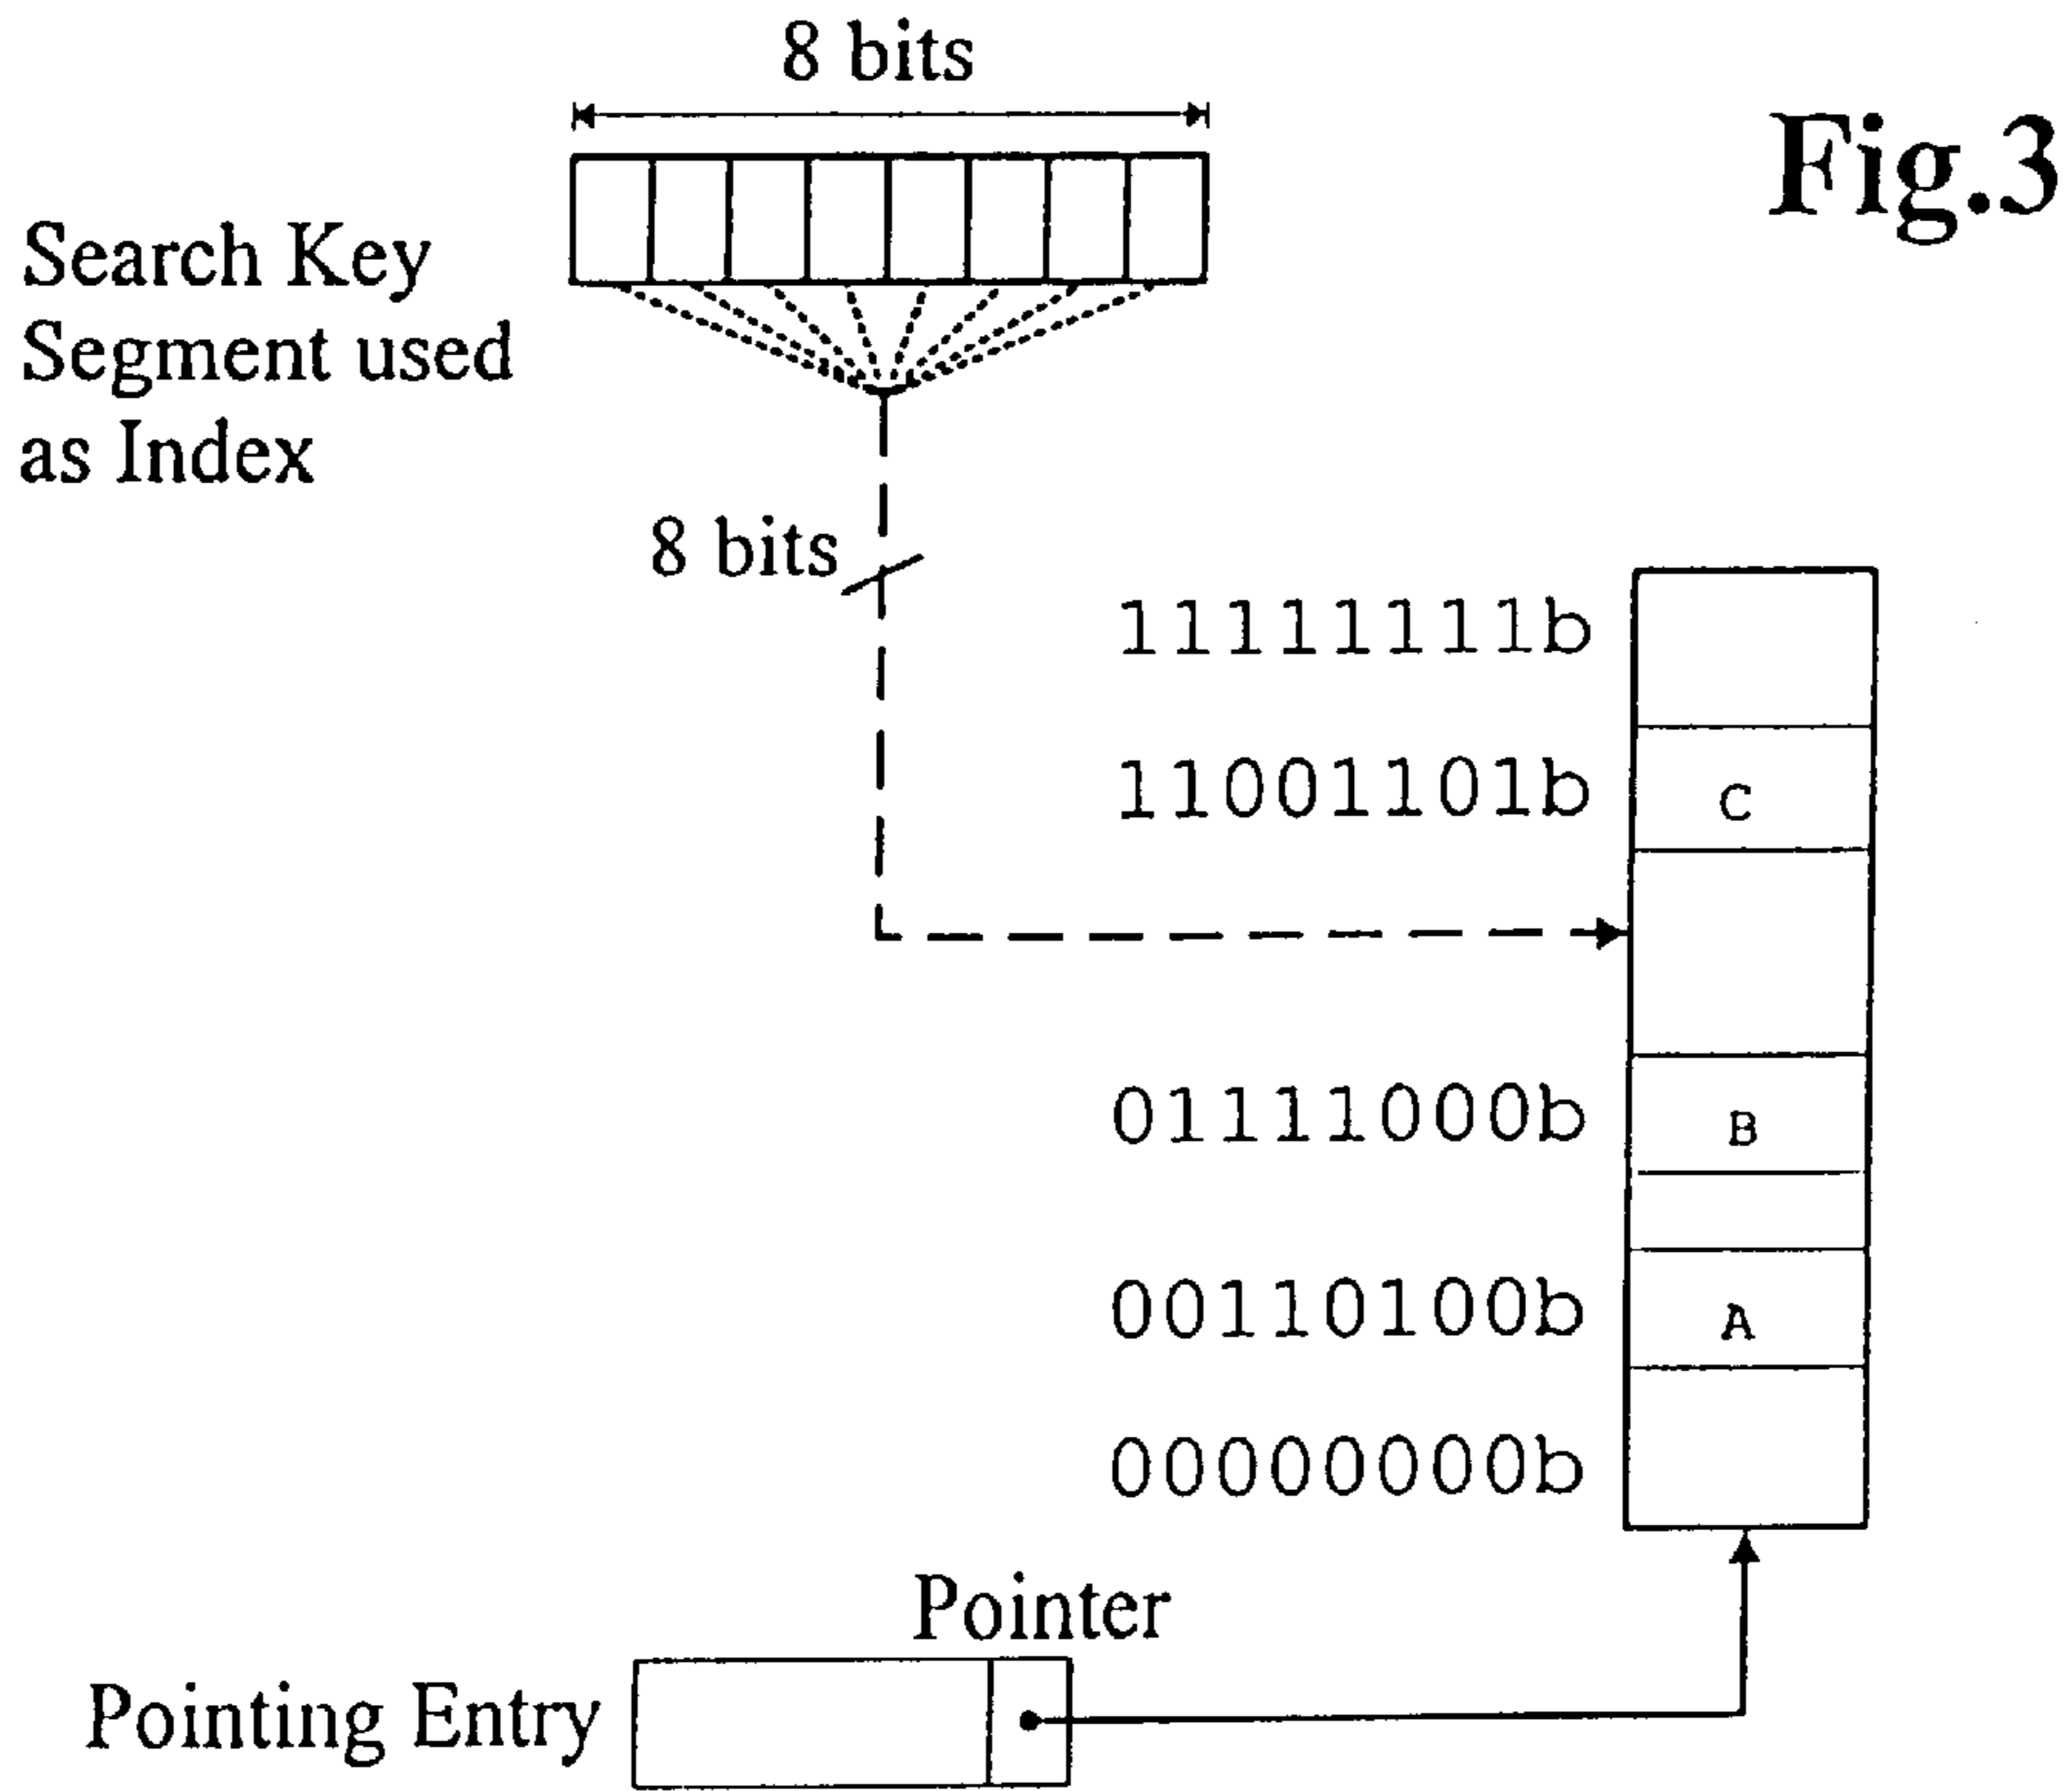 8 bits
Fig.3
Search Key
Segment used
as Index
8 bits
11111111b
11001101b
C
01111000b
B
00110100b
A
00000000b
Pointer
Pointing Entry